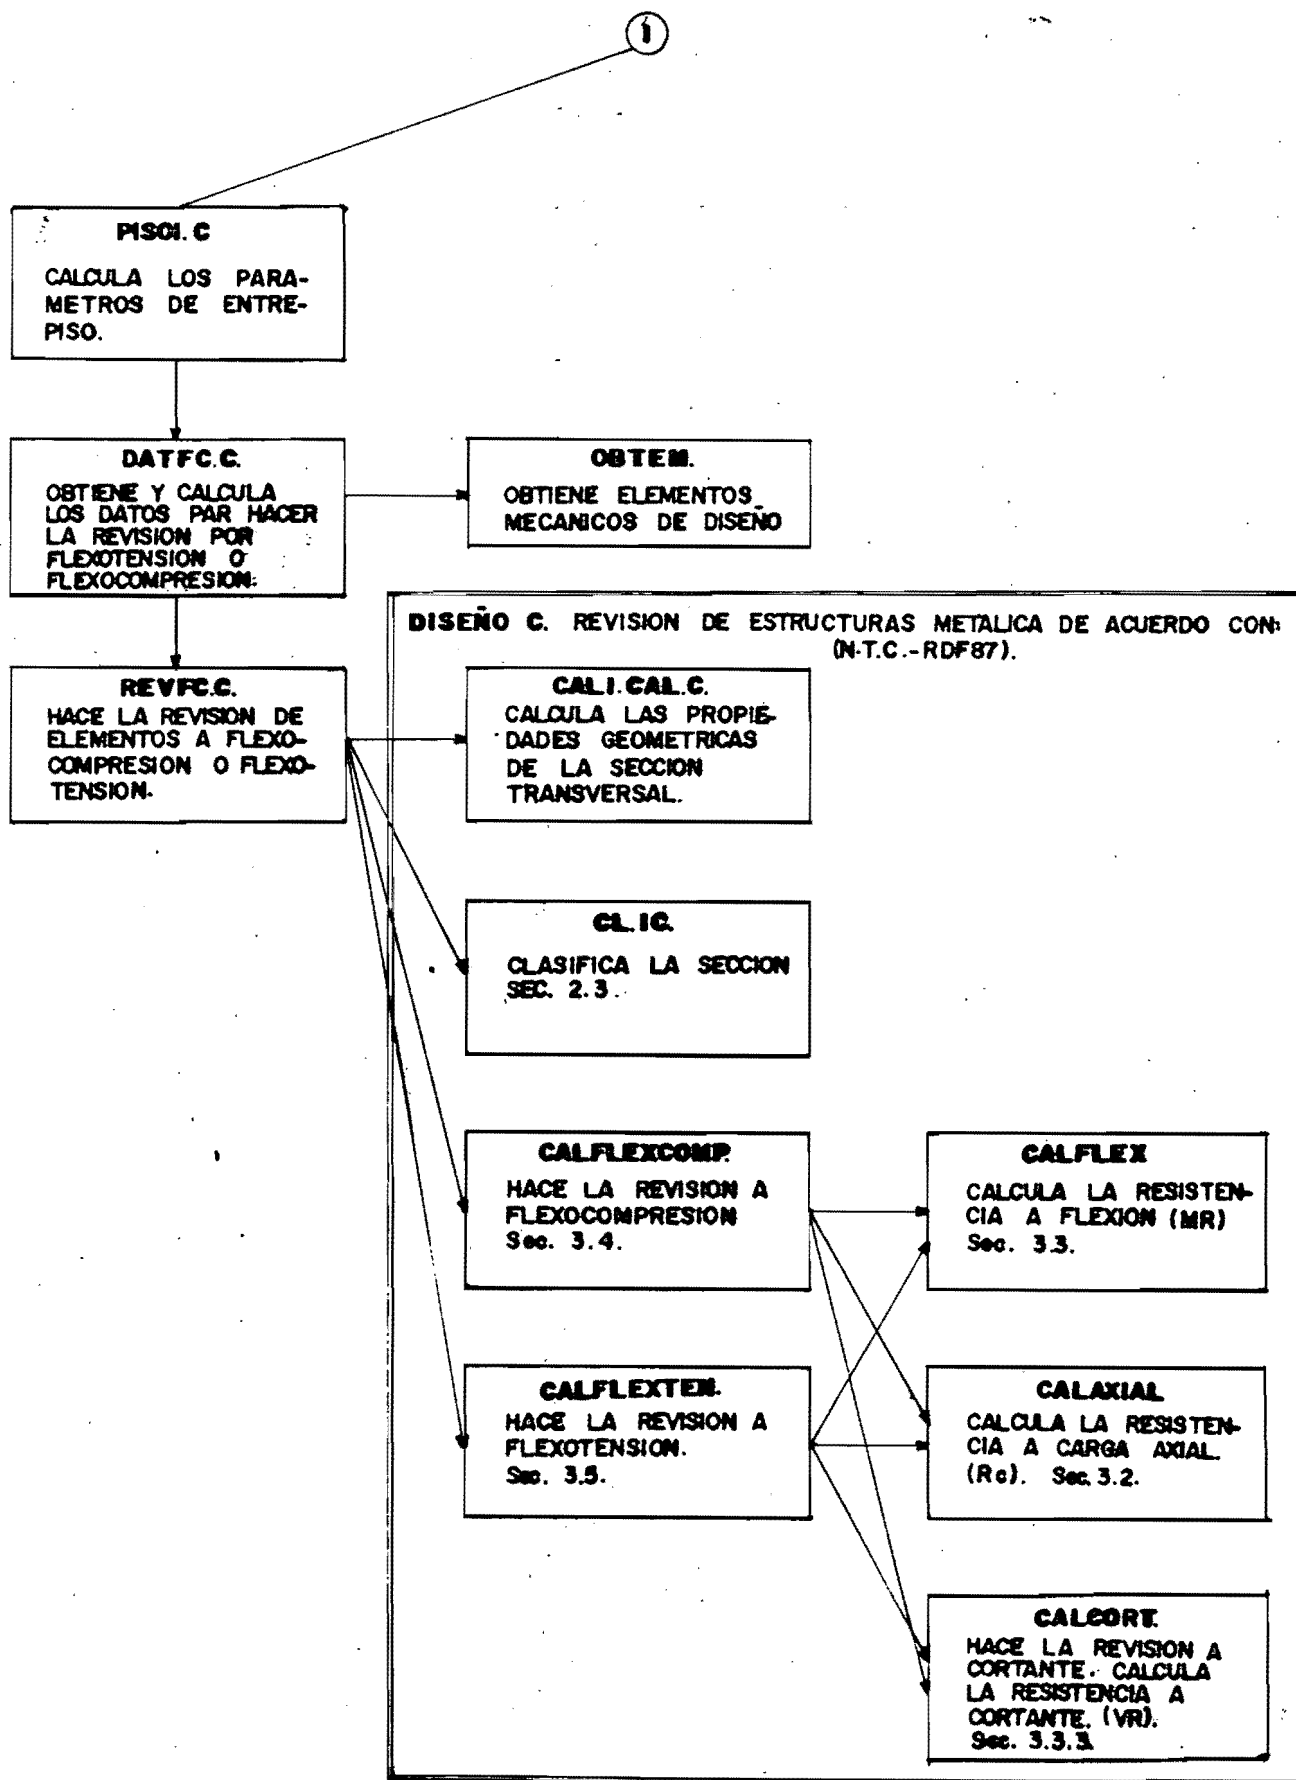 1
PISO1.C
CALCULA LOS PARA-
METROS DE ENTRE-
PISO.
DATFC.C.
OBTIENE Y CALCULA
LOS DATOS PAR HACER
LA REVISION POR
FLEXOTENSION O
FLEXOCOMPRESION.
OBTEM.
OBTIENE ELEMENTOS
MECANICOS DE DISEÑO
DISEÑO C. REVISION DE ESTRUCTURAS METALICA DE ACUERDO CON:
(N.T.C.-RDF87).
REVFC.C.
HACE LA REVISION DE
ELEMENTOS A FLEXO-
COMPRESION O FLEXO-
TENSION.
CALI.CAL.C.
CALCULA LAS PROPIE-
DADES GEOMETRICAS
DE LA SECCION
TRANSVERSAL.
CL.1C.
CLASIFICA LA SECCION
SEC. 2.3.
CALFLEXCOMP.
HACE LA REVISION A
FLEXOCOMPRESION
Sec. 3.4.
CALFLEX
CALCULA LA RESISTEN-
CIA A FLEXION (MR)
Sec. 3.3.
CALFLEXTEN.
HACE LA REVISION A
FLEXOTENSION.
Sec. 3.5.
CALAXIAL
CALCULA LA RESISTEN-
CIA A CARGA AXIAL.
(Rc). Sec. 3.2.
CALCORT.
HACE LA REVISION A
CORTANTE. CALCULA
LA RESISTENCIA A
CORTANTE. (VR).
Sec. 3.3.3.